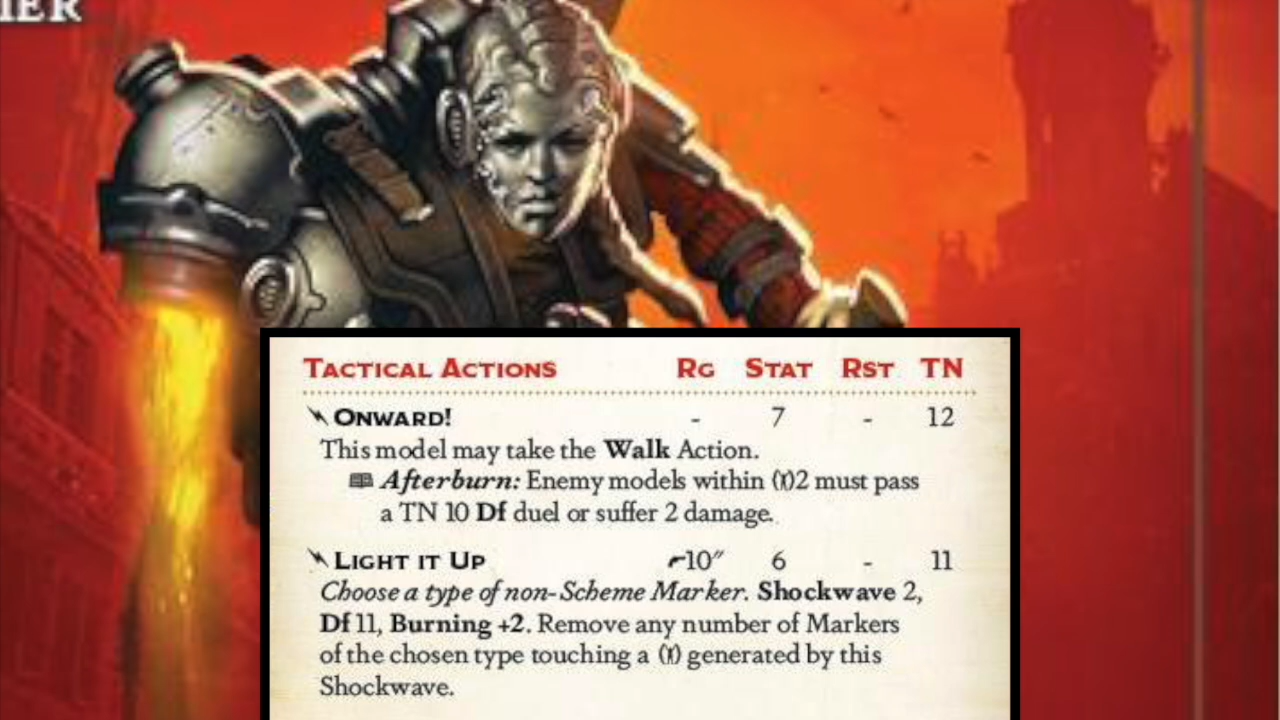 IER
TACTICAL ACTIONS RG STAT RST TN
ONWARD! - 7 - 12
This model may take the Walk Action.
Afterburn: Enemy models within 2 must pass
a TN 10 Df duel or suffer 2 damage.
LIGHT IT UP 10″ 6 - 11
Choose a type of non-Scheme Marker. Shockwave 2,
Df 11, Burning +2. Remove any number of Markers
of the chosen type touching a generated by this
Shockwave.